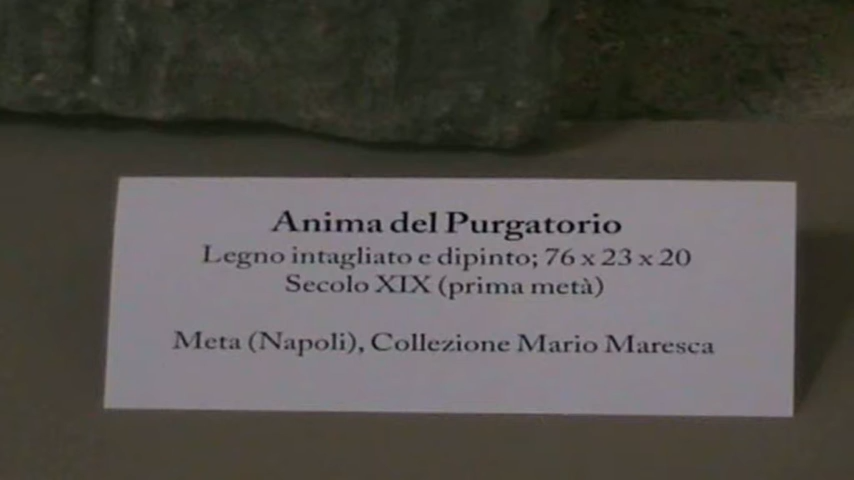 Anima del Purgatorio
Legno intagliato e dipinto; 76 x 23 x 20
Secolo XIX (prima metà)
Meta (Napoli), Collezione Mario Maresca